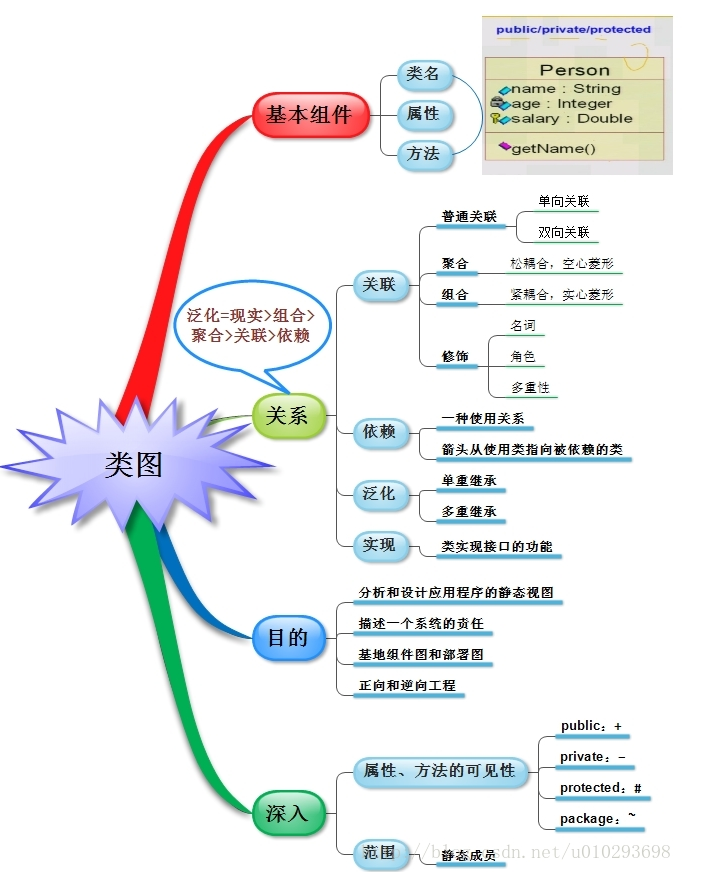 public/private/protected
Person
name : String
age : Integer
salary : Double
getName()
基本组件
类名
属性
方法
泛化=现实>组合>
聚合>关联>依赖
关系
关联
普通关联
单向关联
双向关联
聚合
松耦合，空心菱形
组合
紧耦合，实心菱形
修饰
名词
角色
多重性
依赖
一种使用关系
箭头从使用类指向被依赖的类
泛化
单重继承
多重继承
实现
类实现接口的功能
类图
目的
分析和设计应用程序的静态视图
描述一个系统的责任
基地组件图和部署图
正向和逆向工程
深入
属性、方法的可见性
public：+
private：-
protected：#
package：~
范围
静态成员